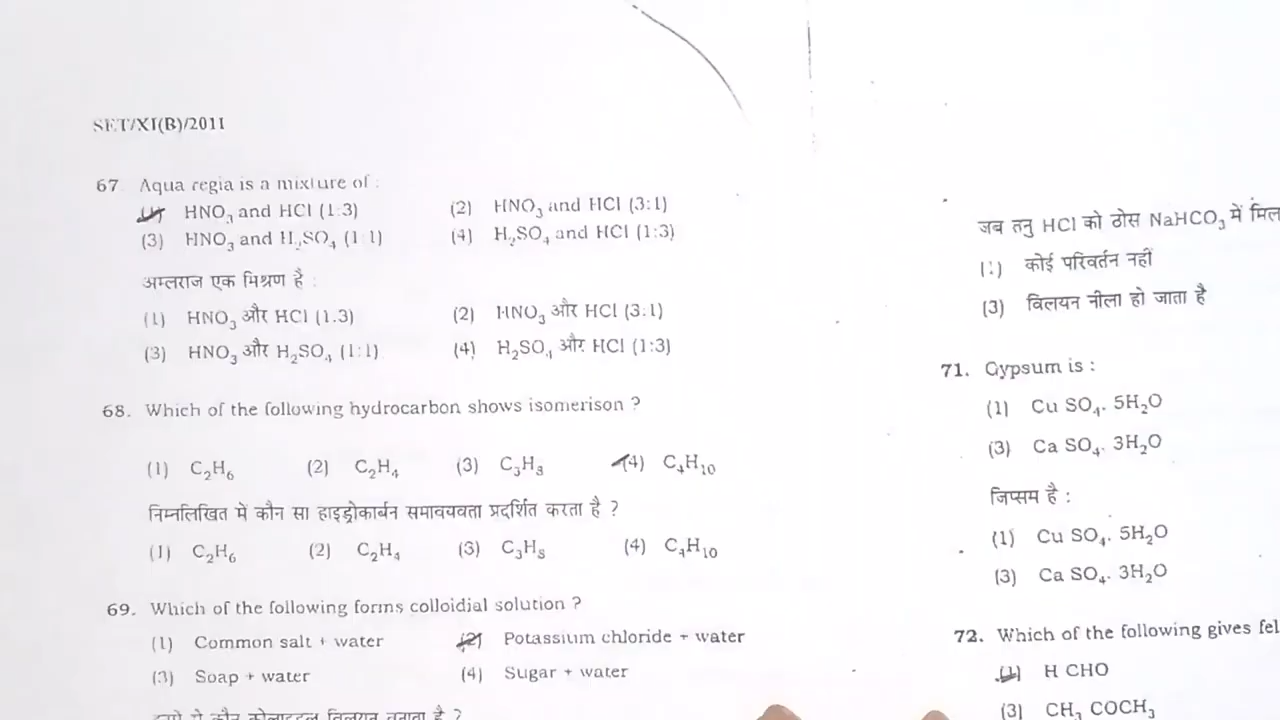 SET/XI(B)/2011
67 Aqua regia is a mixture of :
(1) HNO₃ and HCl (1:3) (2) HNO₃ and HCl (3:1)
(3) HNO₃ and H₂SO₄ (1:1) (4) H₂SO₄ and HCl (1:3)
अम्लराज एक मिश्रण है :
(1) HNO₃ और HCl (1.3) (2) HNO₃ और HCl (3:1)
(3) HNO₃ और H₂SO₄ (1:1) (4) H₂SO₄ और HCl (1:3)
68. Which of the following hydrocarbon shows isomerison ?
(1) C₂H₆ (2) C₂H₄ (3) C₃H₈ (4) C₄H₁₀
निम्नलिखित में कौन सा हाइड्रोकार्बन समावयवता प्रदर्शित करता है ?
(1) C₂H₆ (2) C₂H₄ (3) C₃H₈ (4) C₄H₁₀
69. Which of the following forms colloidial solution ?
(1) Common salt + water (2) Potassium chloride + water
(3) Soap + water (4) Sugar + water
जब तनु HCl को ठोस NaHCO₃ में मिल
(1) कोई परिवर्तन नहीं
(3) विलयन नीला हो जाता है
71. Gypsum is :
(1) Cu SO₄. 5H₂O
(3) Ca SO₄. 3H₂O
जिप्सम है :
(1) Cu SO₄. 5H₂O
(3) Ca SO₄. 3H₂O
72. Which of the following gives fel
(1) H CHO
(3) CH₃ COCH₃